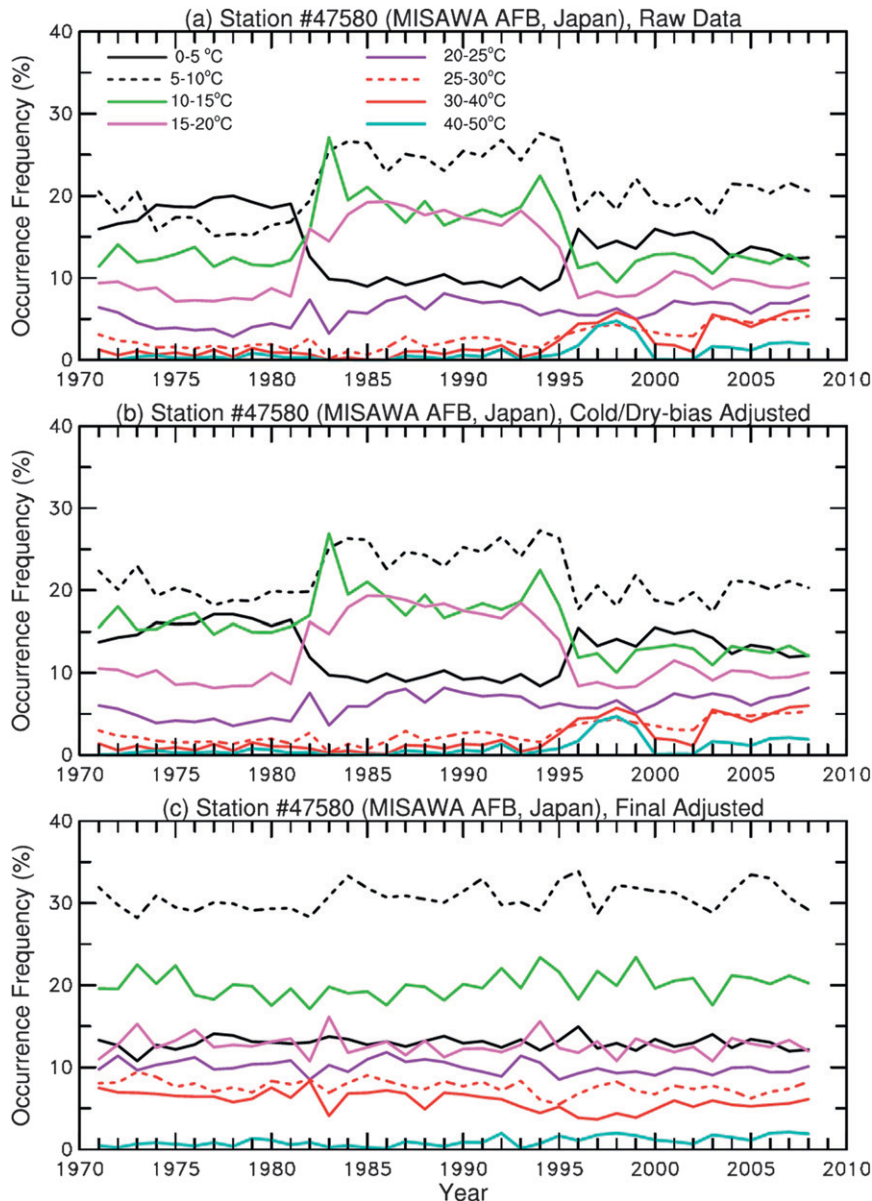 (a) Station #47580 (MISAWA AFB, Japan), Raw Data
40
30
20
10
0
Occurrence Frequency (%)
0-5 °C
5-10°C
10-15°C
15-20°C
20-25°C
25-30°C
30-40°C
40-50°C
1970 1975 1980 1985 1990 1995 2000 2005 2010
(b) Station #47580 (MISAWA AFB, Japan), Cold/Dry-bias Adjusted
40
30
20
10
0
Occurrence Frequency (%)
1970 1975 1980 1985 1990 1995 2000 2005 2010
(c) Station #47580 (MISAWA AFB, Japan), Final Adjusted
40
30
20
10
0
Occurrence Frequency (%)
1970 1975 1980 1985 1990 1995 2000 2005 2010
Year